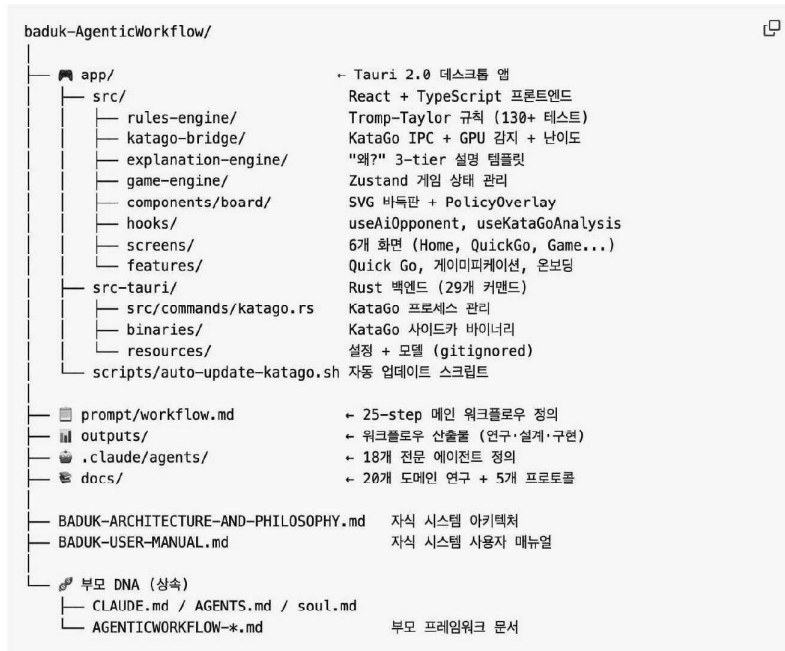 baduk-AgenticWorkflow/
│
├── 🎮 app/ ← Tauri 2.0 데스크톱 앱
│   ├── src/ React + TypeScript 프론트엔드
│   │   ├── rules-engine/ Tromp-Taylor 규칙 (130+ 테스트)
│   │   ├── katago-bridge/ KataGo IPC + GPU 감지 + 난이도
│   │   ├── explanation-engine/ "왜?" 3-tier 설명 템플릿
│   │   ├── game-engine/ Zustand 게임 상태 관리
│   │   ├── components/board/ SVG 바둑판 + PolicyOverlay
│   │   ├── hooks/ useAiOpponent, useKataGoAnalysis
│   │   ├── screens/ 6개 화면 (Home, QuickGo, Game...)
│   │   └── features/ Quick Go, 게이미피케이션, 온보딩
│   ├── src-tauri/ Rust 백엔드 (29개 커맨드)
│   │   ├── src/commands/katago.rs KataGo 프로세스 관리
│   │   ├── binaries/ KataGo 사이드카 바이너리
│   │   └── resources/ 설정 + 모델 (gitignored)
│   └── scripts/auto-update-katago.sh 자동 업데이트 스크립트
│
├── 📋 prompt/workflow.md ← 25-step 메인 워크플로우 정의
├── 📊 outputs/ ← 워크플로우 산출물 (연구·설계·구현)
├── 🤖 .claude/agents/ ← 18개 전문 에이전트 정의
├── 📚 docs/ ← 20개 도메인 연구 + 5개 프로토콜
│
├── BADUK-ARCHITECTURE-AND-PHILOSOPHY.md 자식 시스템 아키텍처
├── BADUK-USER-MANUAL.md 자식 시스템 사용자 매뉴얼
│
└── 🧬 부모 DNA (상속)
    ├── CLAUDE.md / AGENTS.md / soul.md
    └── AGENTICWORKFLOW-*.md 부모 프레임워크 문서